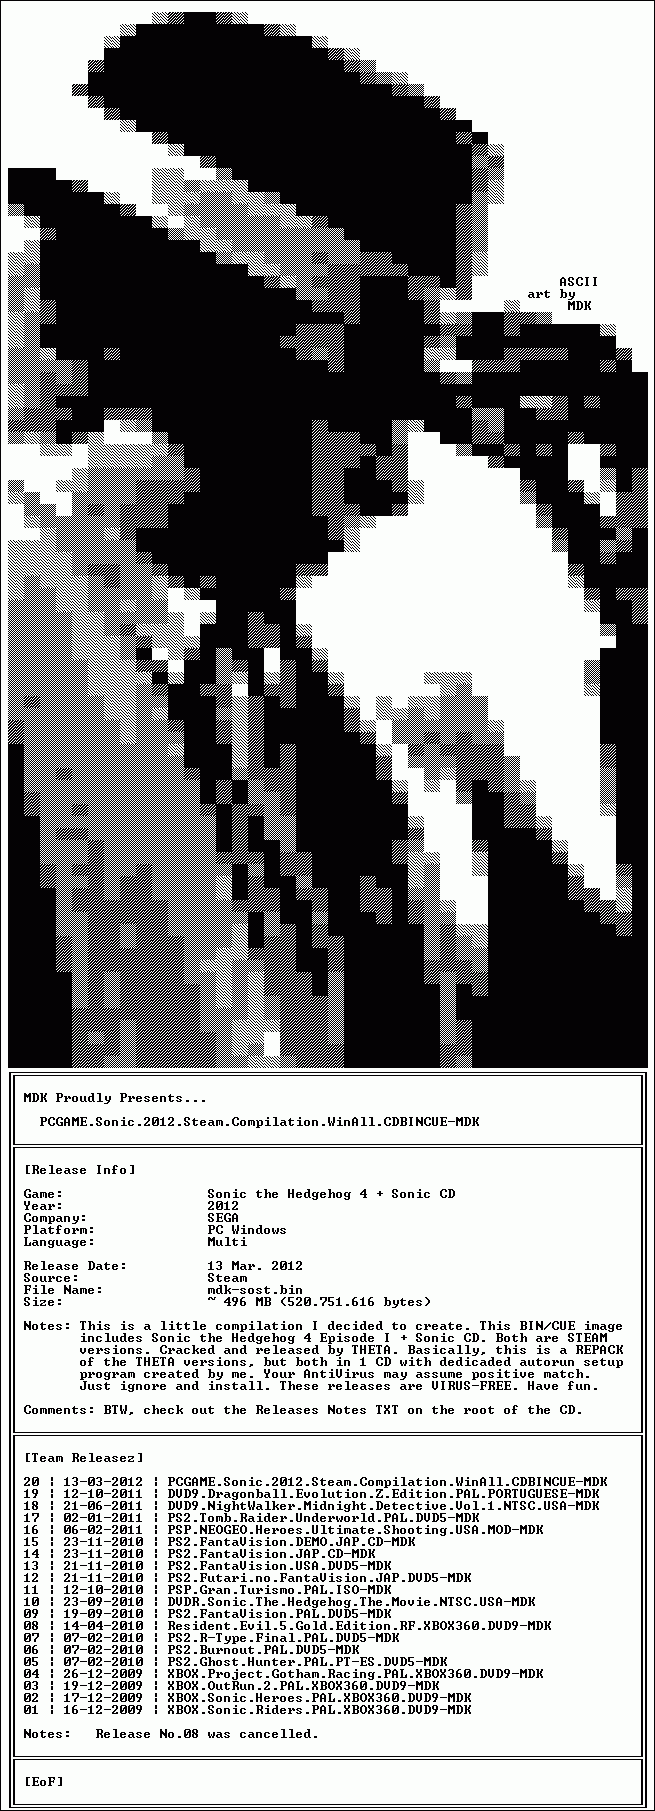 ASCII
art by
MDK
MDK Proudly Presents...
PCGAME.Sonic.2012.Steam.Compilation.WinAll.CDBINCUE-MDK
[Release Info]
Game: Sonic the Hedgehog 4 + Sonic CD
Year: 2012
Company: SEGA
Platform: PC Windows
Language: Multi
Release Date: 13 Mar. 2012
Source: Steam
File Name: mdk-sost.bin
Size: ~ 496 MB (520.751.616 bytes)
Notes: This is a little compilation I decided to create. This BIN/CUE image
includes Sonic the Hedgehog 4 Episode I + Sonic CD. Both are STEAM
versions. Cracked and released by THETA. Basically, this is a REPACK
of the THETA versions, but both in 1 CD with dedicaded autorun setup
program created by me. Your AntiVirus may assume positive match.
Just ignore and install. These releases are VIRUS-FREE. Have fun.
Comments: BTW, check out the Releases Notes TXT on the root of the CD.
[Team Releasez]
20 | 13-03-2012 | PCGAME.Sonic.2012.Steam.Compilation.WinAll.CDBINCUE-MDK
19 | 12-10-2011 | DVD9.Dragonball.Evolution.Z.Edition.PAL.PORTUGUESE-MDK
18 | 21-06-2011 | DVD9.NightWalker.Midnight.Detective.Vol.1.NTSC.USA-MDK
17 | 02-01-2011 | PS2.Tomb.Raider.Underworld.PAL.DVD5-MDK
16 | 06-02-2011 | PSP.NEOGEO.Heroes.Ultimate.Shooting.USA.MOD-MDK
15 | 23-11-2010 | PS2.FantaVision.DEMO.JAP.CD-MDK
14 | 23-11-2010 | PS2.FantaVision.JAP.CD-MDK
13 | 21-11-2010 | PS2.FantaVision.USA.DVD5-MDK
12 | 21-11-2010 | PS2.Futari.no.FantaVision.JAP.DVD5-MDK
11 | 12-10-2010 | PSP.Gran.Turismo.PAL.ISO-MDK
10 | 23-09-2010 | DVDR.Sonic.The.Hedgehog.The.Movie.NTSC.USA-MDK
09 | 19-09-2010 | PS2.FantaVision.PAL.DVD5-MDK
08 | 14-04-2010 | Resident.Evil.5.Gold.Edition.RF.XBOX360.DVD9-MDK
07 | 07-02-2010 | PS2.R-Type.Final.PAL.DVD5-MDK
06 | 07-02-2010 | PS2.Burnout.PAL.DVD5-MDK
05 | 07-02-2010 | PS2.Ghost.Hunter.PAL.PT-ES.DVD5-MDK
04 | 26-12-2009 | XBOX.Project.Gotham.Racing.PAL.XBOX360.DVD9-MDK
03 | 19-12-2009 | XBOX.OutRun.2.PAL.XBOX360.DVD9-MDK
02 | 17-12-2009 | XBOX.Sonic.Heroes.PAL.XBOX360.DVD9-MDK
01 | 16-12-2009 | XBOX.Sonic.Riders.PAL.XBOX360.DVD9-MDK
Notes: Release No.08 was cancelled.
[EoF]